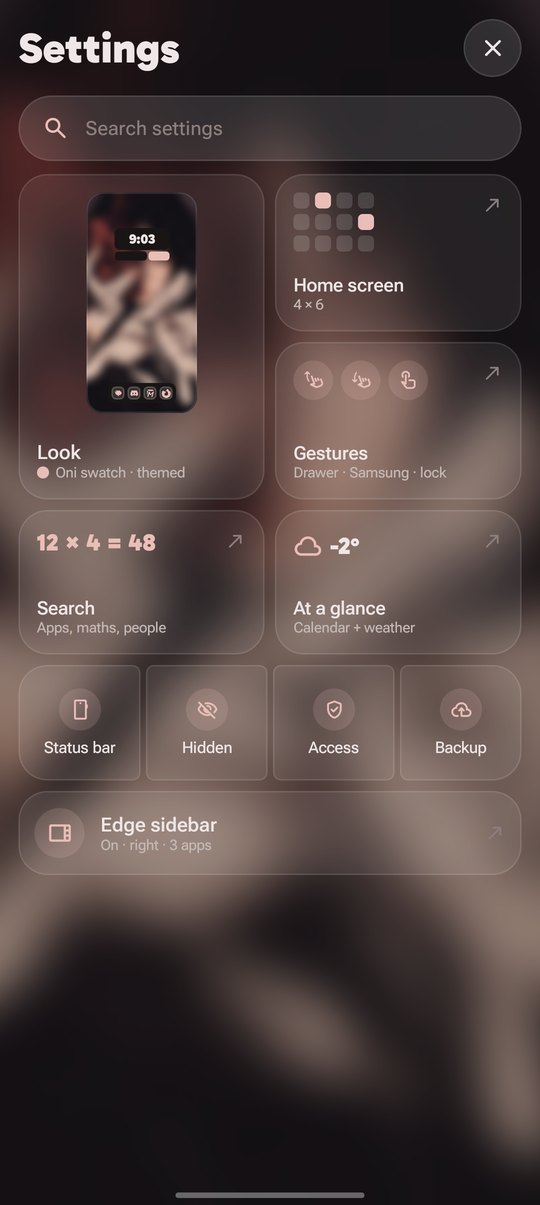 Settings
Search settings
9:03
Look
Oni swatch · themed
Home screen
4 × 6
Gestures
Drawer · Samsung · lock
12 × 4 = 48
Search
Apps, maths, people
-2°
At a glance
Calendar + weather
Status bar
Hidden
Access
Backup
Edge sidebar
On · right · 3 apps